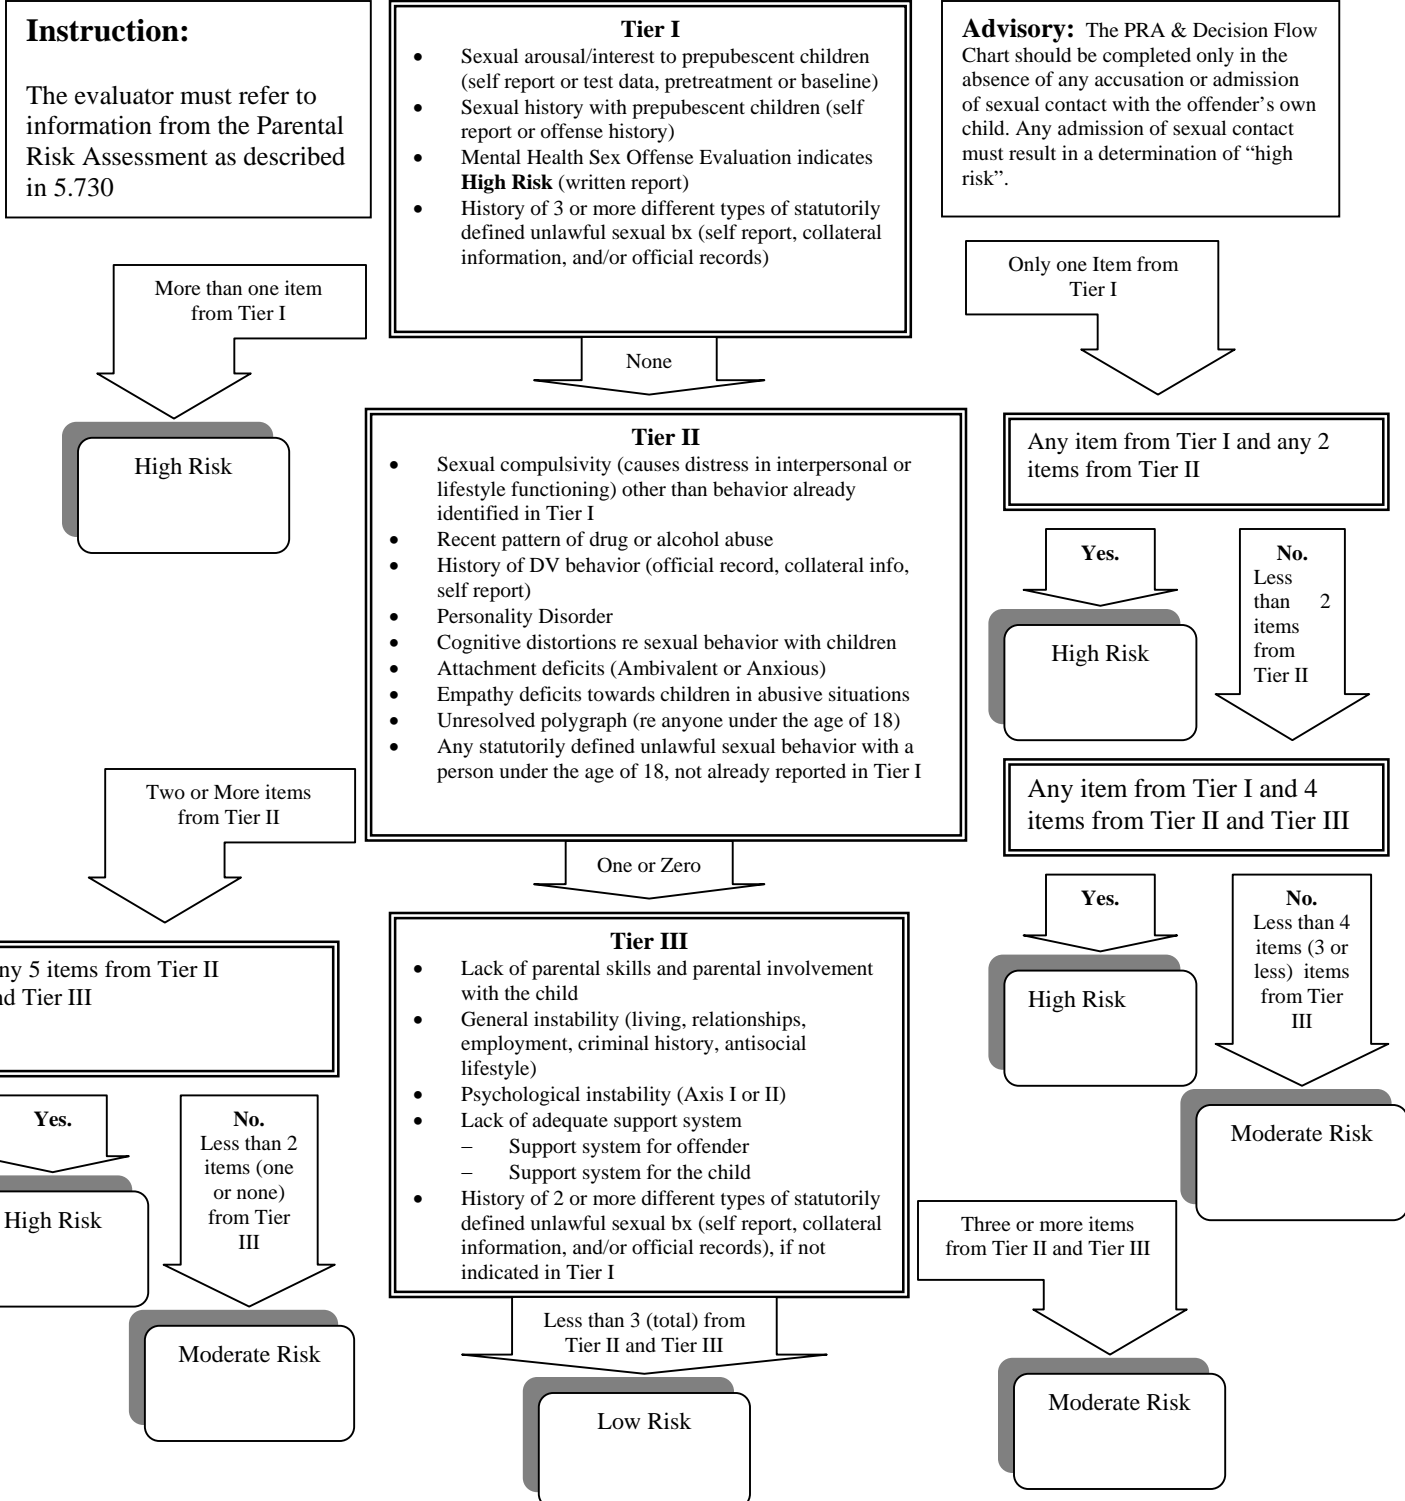 Instruction:
The evaluator must refer to
information from the Parental
Risk Assessment as described
in 5.730
Tier I
• Sexual arousal/interest to prepubescent children
(self report or test data, pretreatment or baseline)
• Sexual history with prepubescent children (self
report or offense history)
• Mental Health Sex Offense Evaluation indicates
High Risk (written report)
• History of 3 or more different types of statutorily
defined unlawful sexual bx (self report, collateral
information, and/or official records)
Advisory: The PRA & Decision Flow
Chart should be completed only in the
absence of any accusation or admission
of sexual contact with the offender's own
child. Any admission of sexual contact
must result in a determination of "high
risk".
More than one item
from Tier I
None
Only one Item from
Tier I
High Risk
Tier II
• Sexual compulsivity (causes distress in interpersonal or
lifestyle functioning) other than behavior already
identified in Tier I
• Recent pattern of drug or alcohol abuse
• History of DV behavior (official record, collateral info,
self report)
• Personality Disorder
• Cognitive distortions re sexual behavior with children
• Attachment deficits (Ambivalent or Anxious)
• Empathy deficits towards children in abusive situations
• Unresolved polygraph (re anyone under the age of 18)
• Any statutorily defined unlawful sexual behavior with a
person under the age of 18, not already reported in Tier I
Any item from Tier I and any 2
items from Tier II
Yes.
No.
Less
than 2
items
from
Tier II
High Risk
Two or More items
from Tier II
One or Zero
Any item from Tier I and 4
items from Tier II and Tier III
Yes.
No.
Less than 4
items (3 or
less) items
from Tier
III
High Risk
Moderate Risk
ny 5 items from Tier II
nd Tier III
Yes.
No.
Less than 2
items (one
or none)
from Tier
III
High Risk
Moderate Risk
Tier III
• Lack of parental skills and parental involvement
with the child
• General instability (living, relationships,
employment, criminal history, antisocial
lifestyle)
• Psychological instability (Axis I or II)
• Lack of adequate support system
– Support system for offender
– Support system for the child
• History of 2 or more different types of statutorily
defined unlawful sexual bx (self report, collateral
information, and/or official records), if not
indicated in Tier I
Less than 3 (total) from
Tier II and Tier III
Low Risk
Three or more items
from Tier II and Tier III
Moderate Risk